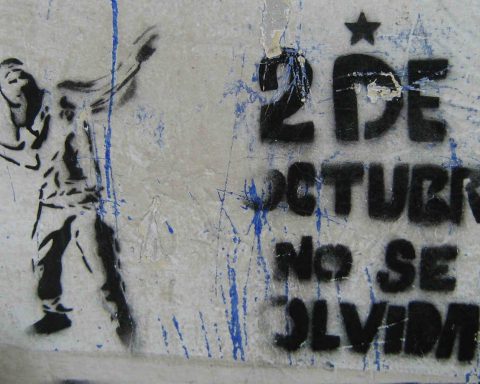 2 DE
OCTUBR
NO SE
OLVIDA